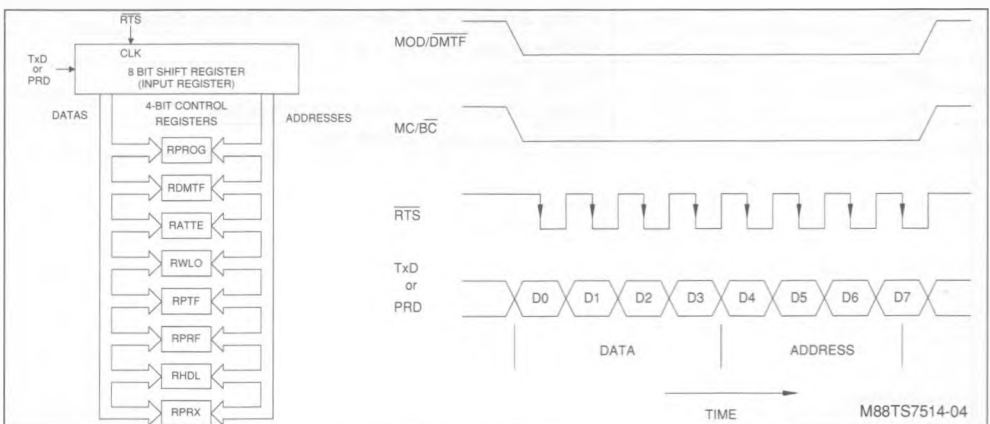 RTS
CLK
TxD
or
PRD
8 BIT SHIFT REGISTER
(INPUT REGISTER)
DATAS
4-BIT CONTROL
REGISTERS
ADDRESSES
RPROG
RDMTF
RATTE
RWLO
RPTF
RPRF
RHDL
RPRX
MOD/DMTF
MC/BC
RTS
TxD
or
PRD
D0 D1 D2 D3 D4 D5 D6 D7
DATA ADDRESS
TIME
M88TS7514-04